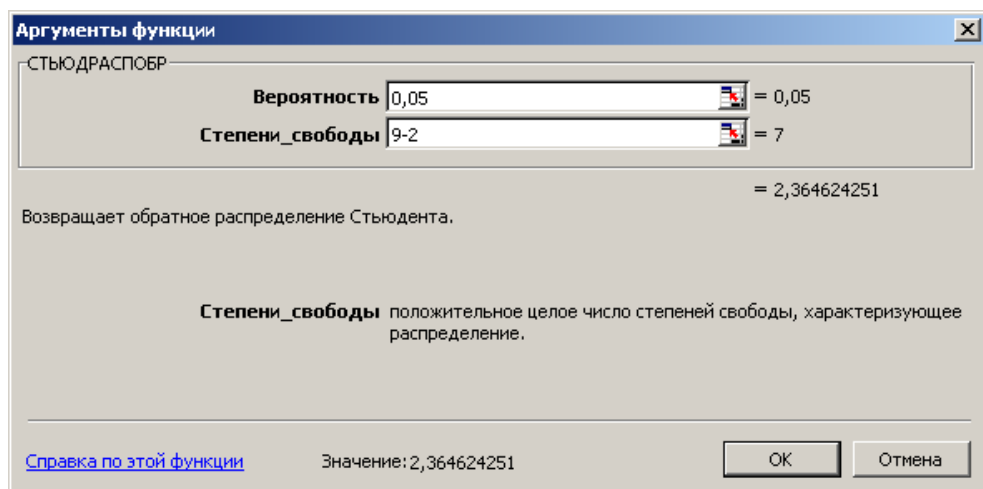 Аргументы функции
СТЬЮДРАСПОБР
Вероятность 0,05 = 0,05
Степени_свободы 9-2 = 7
= 2,364624251
Возвращает обратное распределение Стьюдента.
Степени_свободы положительное целое число степеней свободы, характеризующее
распределение.
Справка по этой функции Значение:2,364624251 ОК Отмена